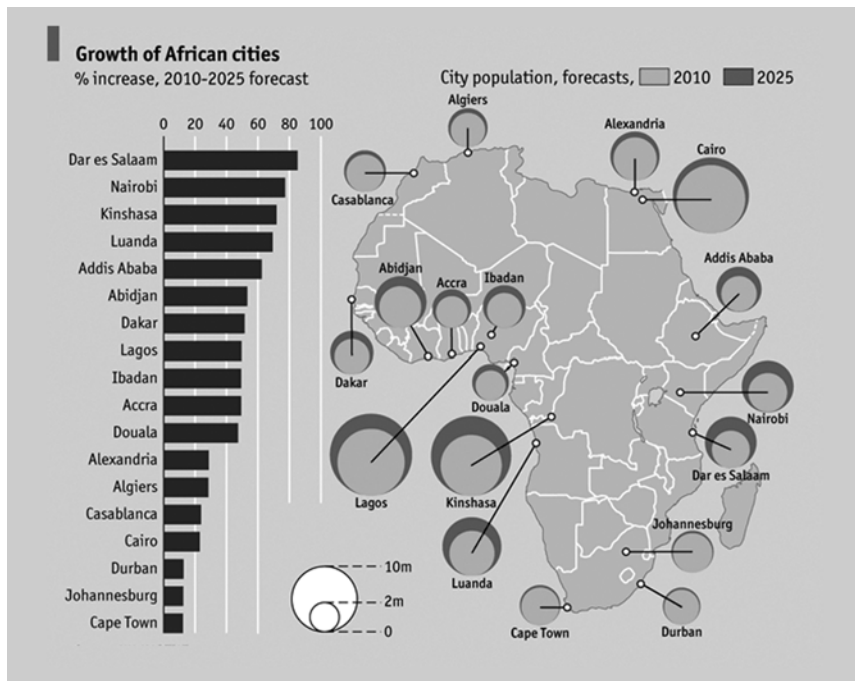 Growth of African cities
% increase, 2010-2025 forecast
0 20 40 60 80 100
Dar es Salaam
Nairobi
Kinshasa
Luanda
Addis Ababa
Abidjan
Dakar
Lagos
Ibadan
Accra
Douala
Alexandria
Algiers
Casablanca
Cairo
Durban
Johannesburg
Cape Town
City population, forecasts, 2010 2025
Algiers
Alexandria
Cairo
Casablanca
Addis Ababa
Abidjan
Accra
Ibadan
Dakar
Douala
Nairobi
Dar es Salaam
Lagos
Kinshasa
Johannesburg
Luanda
10m
2m
0
Cape Town
Durban